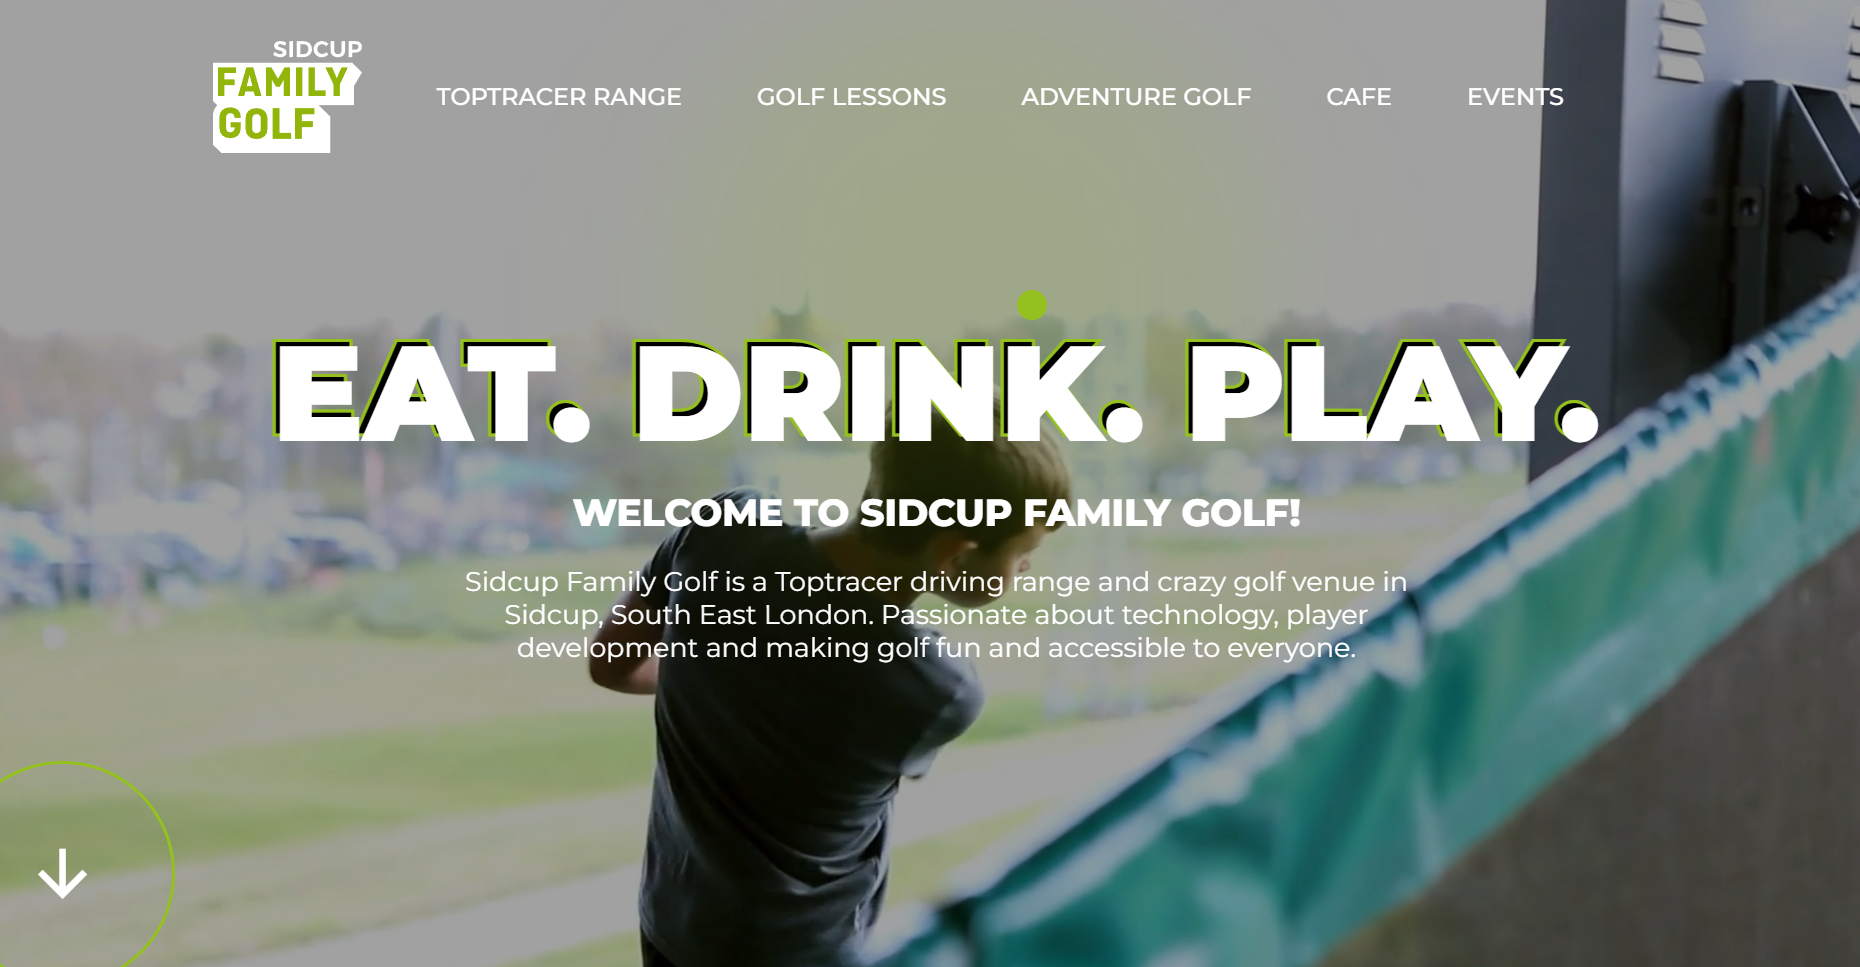 SIDCUP
FAMILY
GOLF
TOPTRACER RANGE
GOLF LESSONS
ADVENTURE GOLF
CAFE
EVENTS
EAT. DRINK. PLAY.
WELCOME TO SIDCUP FAMILY GOLF!
Sidcup Family Golf is a Toptracer driving range and crazy golf venue in
Sidcup, South East London. Passionate about technology, player
development and making golf fun and accessible to everyone.